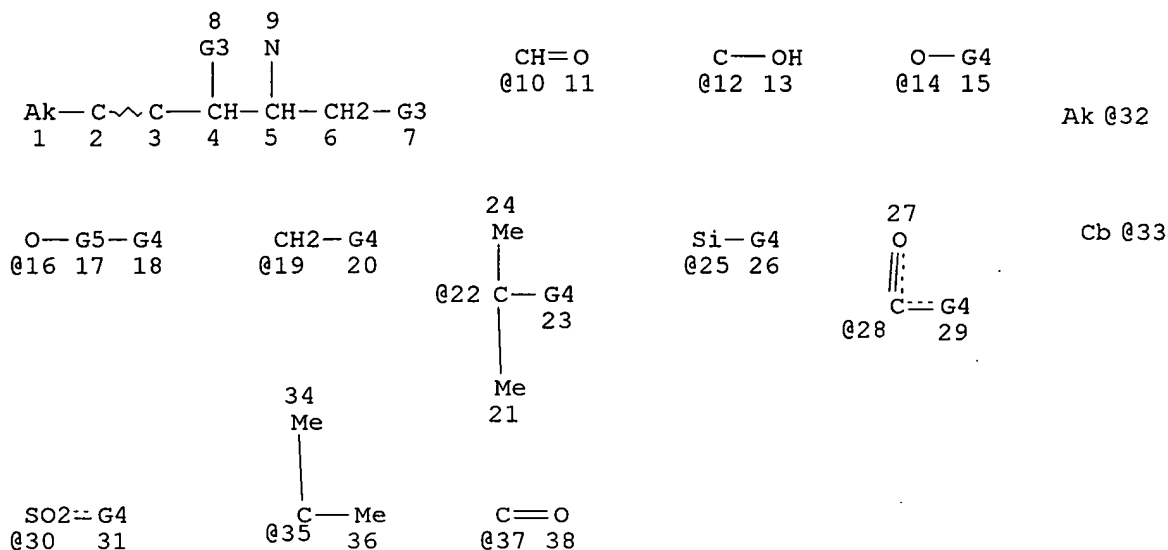 8 9
G3 N CH=O C—OH O—G4
@10 11 @12 13 @14 15
Ak—C~C—CH—CH—CH2—G3 Ak @32
1 2 3 4 5 6 7
24 27
O—G5—G4 CH2—G4 Me Si—G4 O Cb @33
@16 17 18 @19 20 @25 26
@22 C—G4
23 C=G4
@28 29
Me
21
34
Me
SO2=G4 @35 C—Me C=O
@30 31 36 @37 38